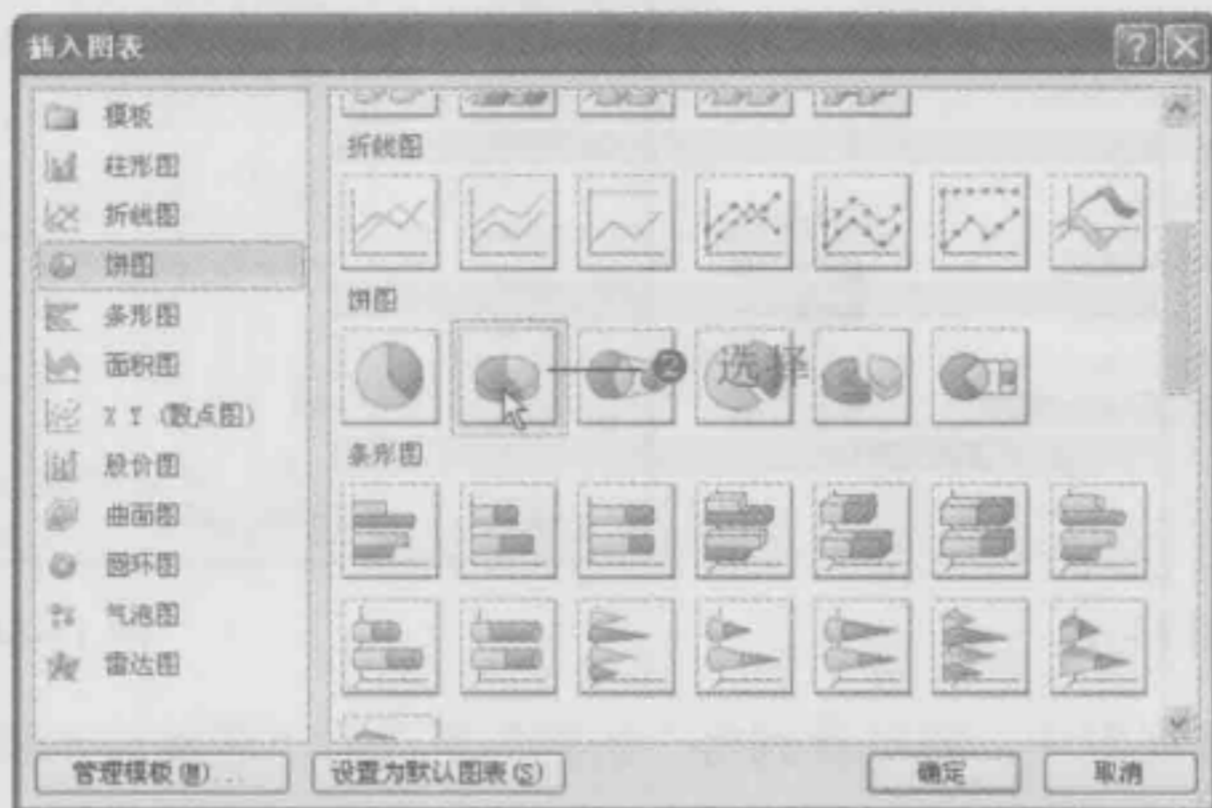 插入图表
模板
柱形图
折线图
饼图
条形图
面积图
X Y (散点图)
股价图
曲面图
圆环图
气泡图
雷达图
折线图
饼图
② 选择
条形图
管理模板(M)...
设置为默认图表(S)
确定
取消